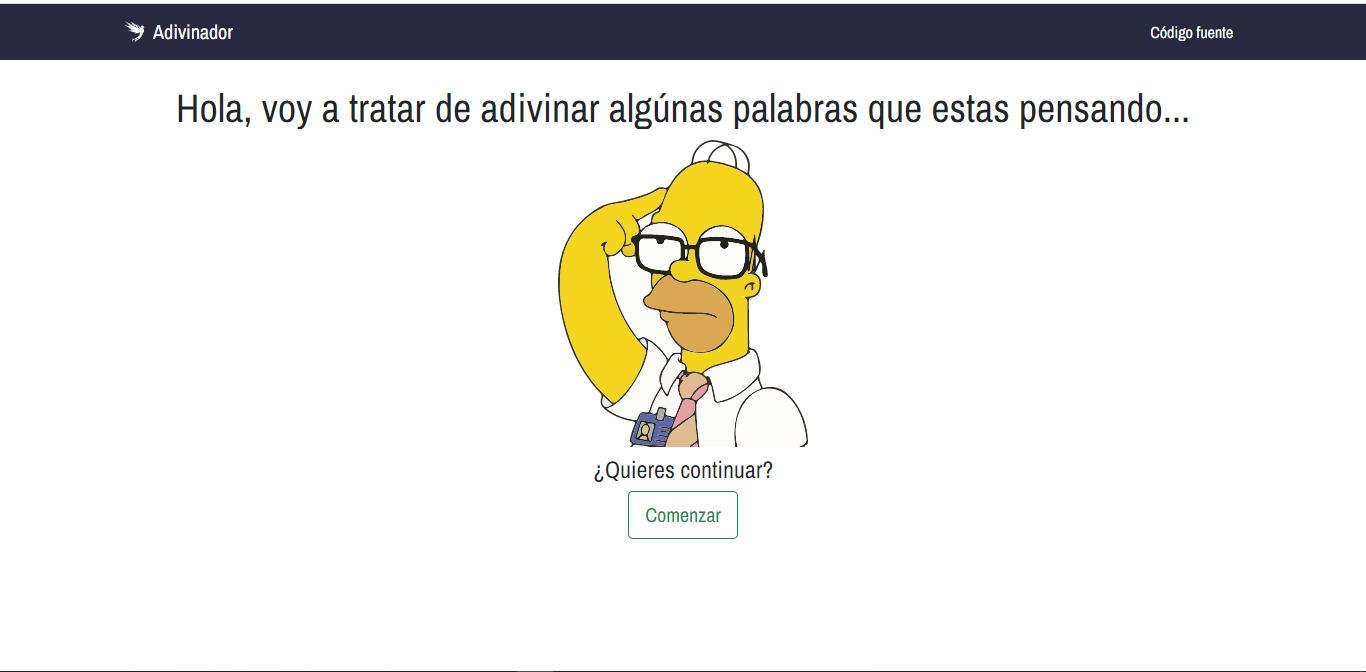 Adivinador
Código fuente
Hola, voy a tratar de adivinar algúnas palabras que estas pensando...
¿Quieres continuar?
Comenzar